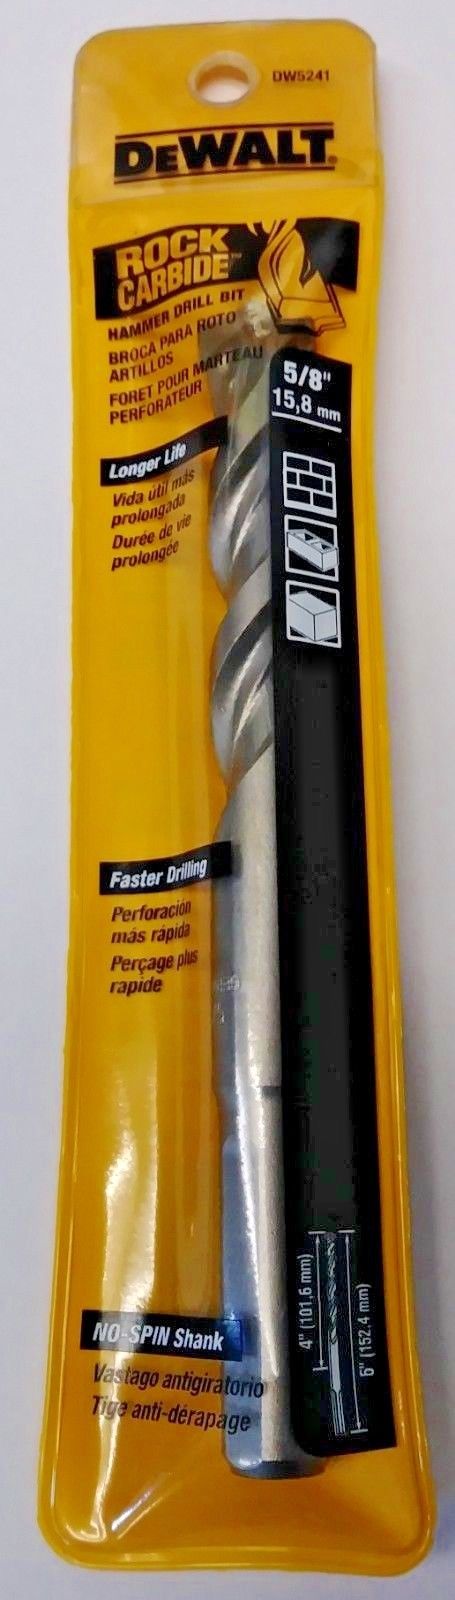 DW5241
DEWALT
ROCK
CARBIDE™
HAMMER DRILL BIT
BROCA PARA ROTO
ARTILLOS
FORET POUR MARTEAU
PERFORATEUR
5/8"
15,8 mm
Longer Life
Vida útil más
prolongada
Durée de vie
prolongée
Faster Drilling
Perforación
más rápida
Perçage plus
rapide
4" (101,6 mm)
6" (152,4 mm)
NO-SPIN Shank
Vastago antigiratorio
Tige anti-dérapage